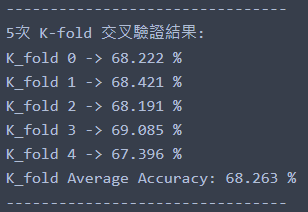 --------------------------------
5次 K-fold 交叉驗證結果:
K_fold 0 -> 68.222 %
K_fold 1 -> 68.421 %
K_fold 2 -> 68.191 %
K_fold 3 -> 69.085 %
K_fold 4 -> 67.396 %
K_fold Average Accuracy: 68.263 %
--------------------------------